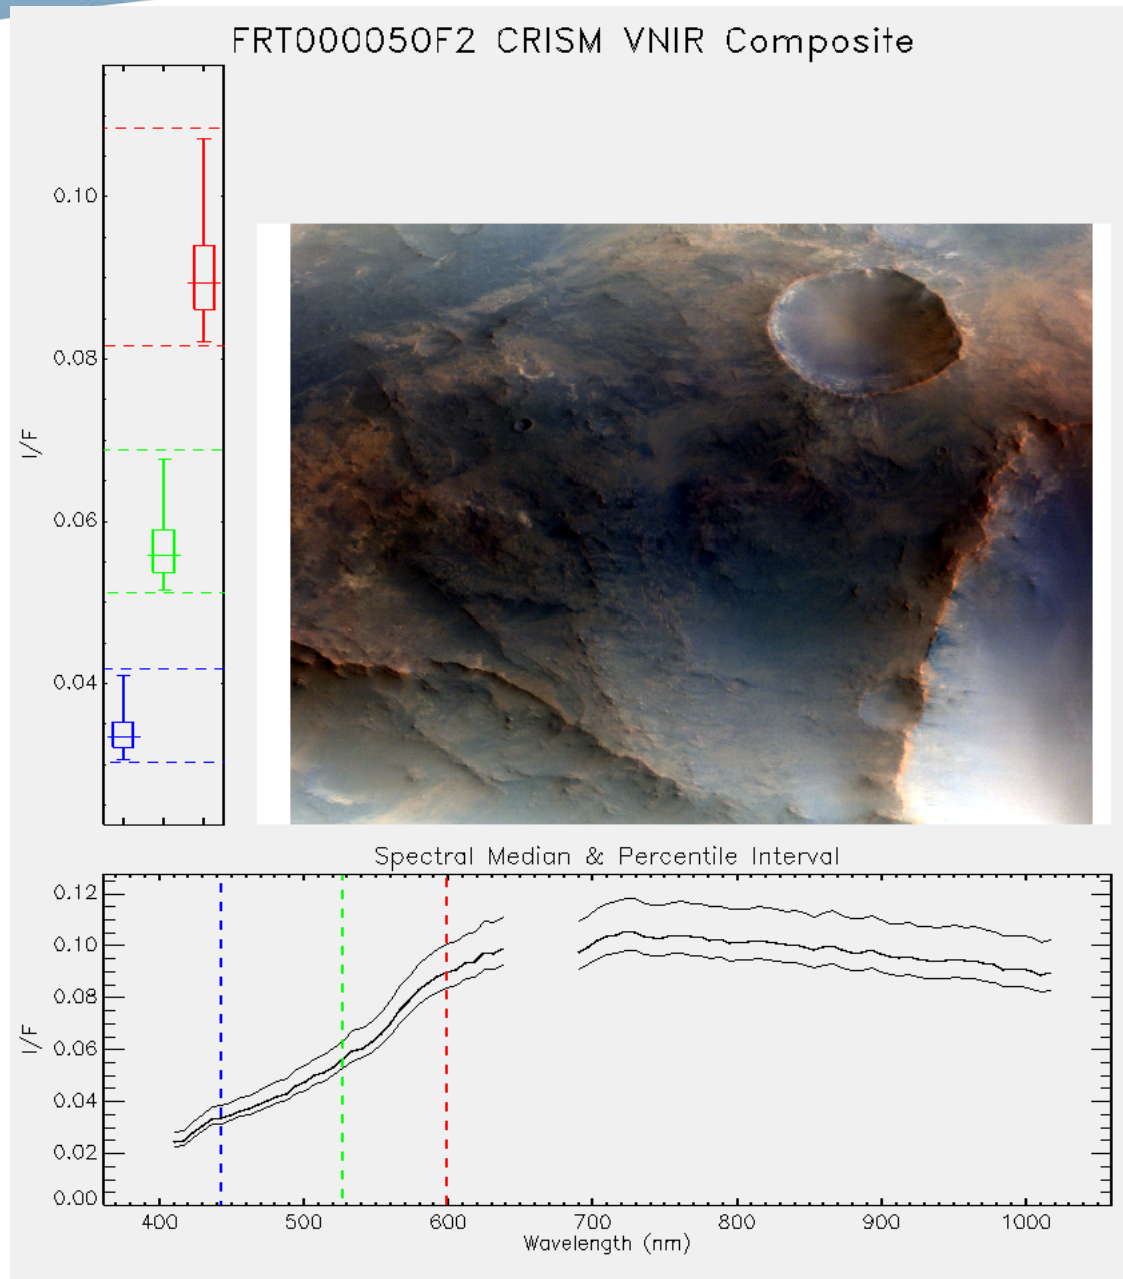 FRT000050F2 CRISM VNIR Composite
0.10
0.08
I/F
0.06
0.04
Spectral Median & Percentile Interval
0.12
0.10
0.08
I/F
0.06
0.04
0.02
0.00
400 500 600 700 800 900 1000
Wavelength (nm)